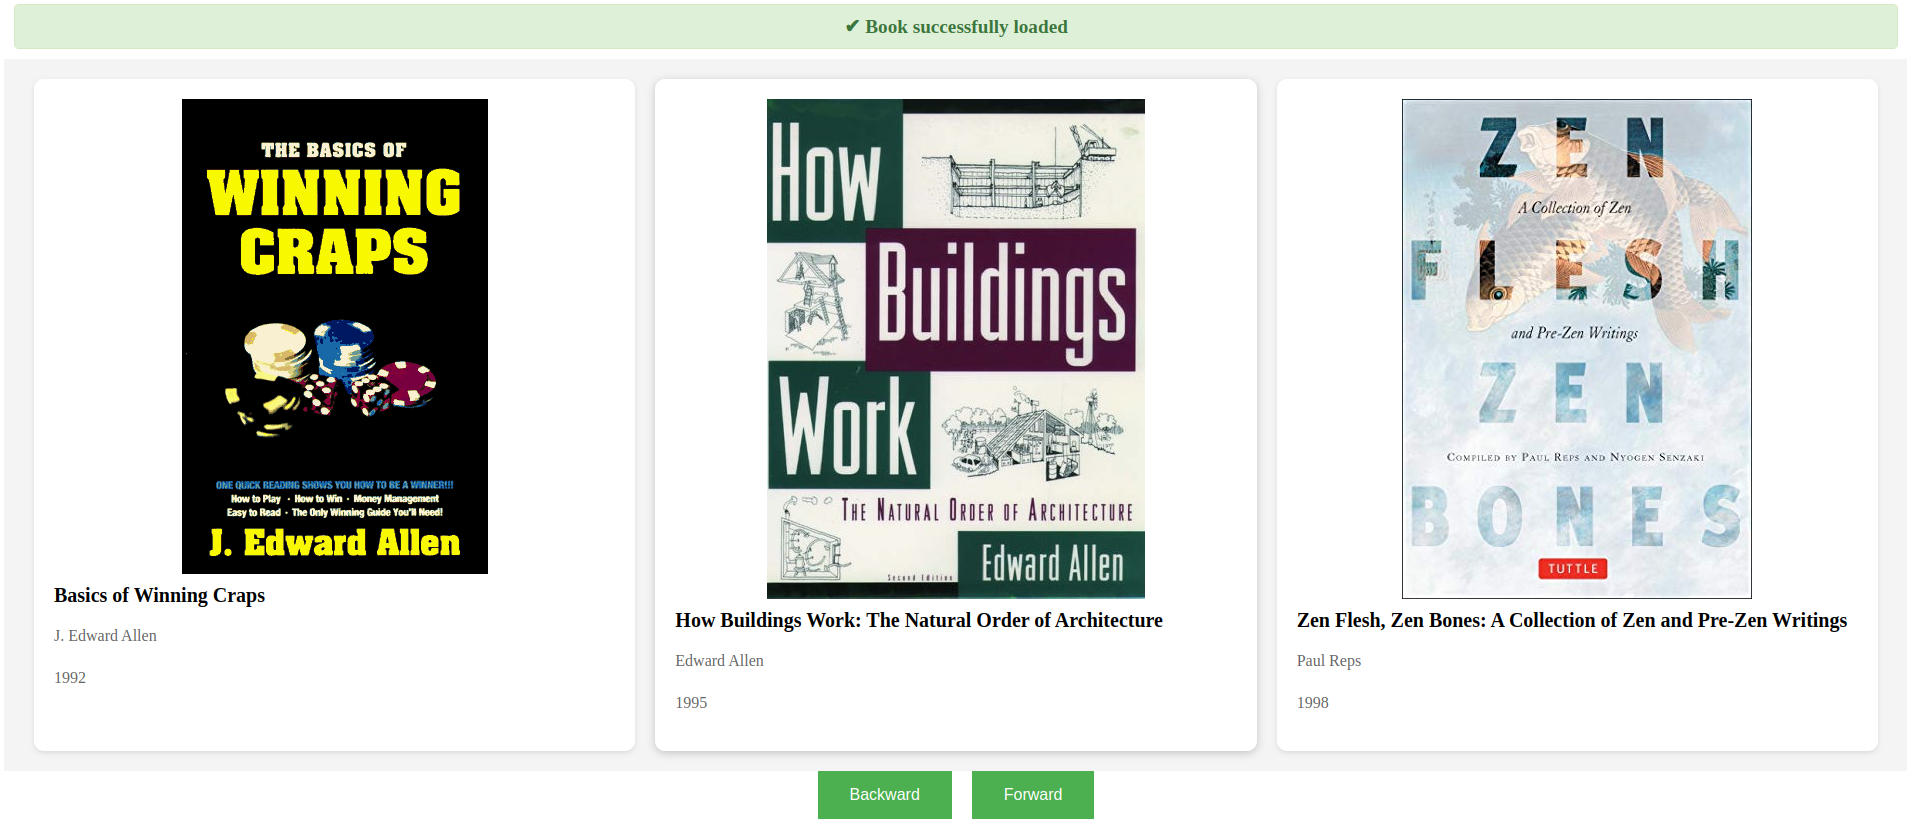 ✔ Book successfully loaded
THE BASICS OF
WINNING
CRAPS
ONE QUICK READING SHOWS YOU HOW TO BE A WINNER!!!
How to Play · How to Win · Money Management
Easy to Read · The Only Winning Guide You'll Need!
J. Edward Allen
Basics of Winning Craps
J. Edward Allen
1992
How
Buildings
Work
THE NATURAL ORDER OF ARCHITECTURE
Second Edition
Edward Allen
How Buildings Work: The Natural Order of Architecture
Edward Allen
1995
ZEN
A Collection of Zen
FLESH
and Pre-Zen Writings
ZEN
COMPILED BY PAUL REPS AND NYOGEN SENZAKI
BONES
TUTTLE
Zen Flesh, Zen Bones: A Collection of Zen and Pre-Zen Writings
Paul Reps
1998
Backward
Forward